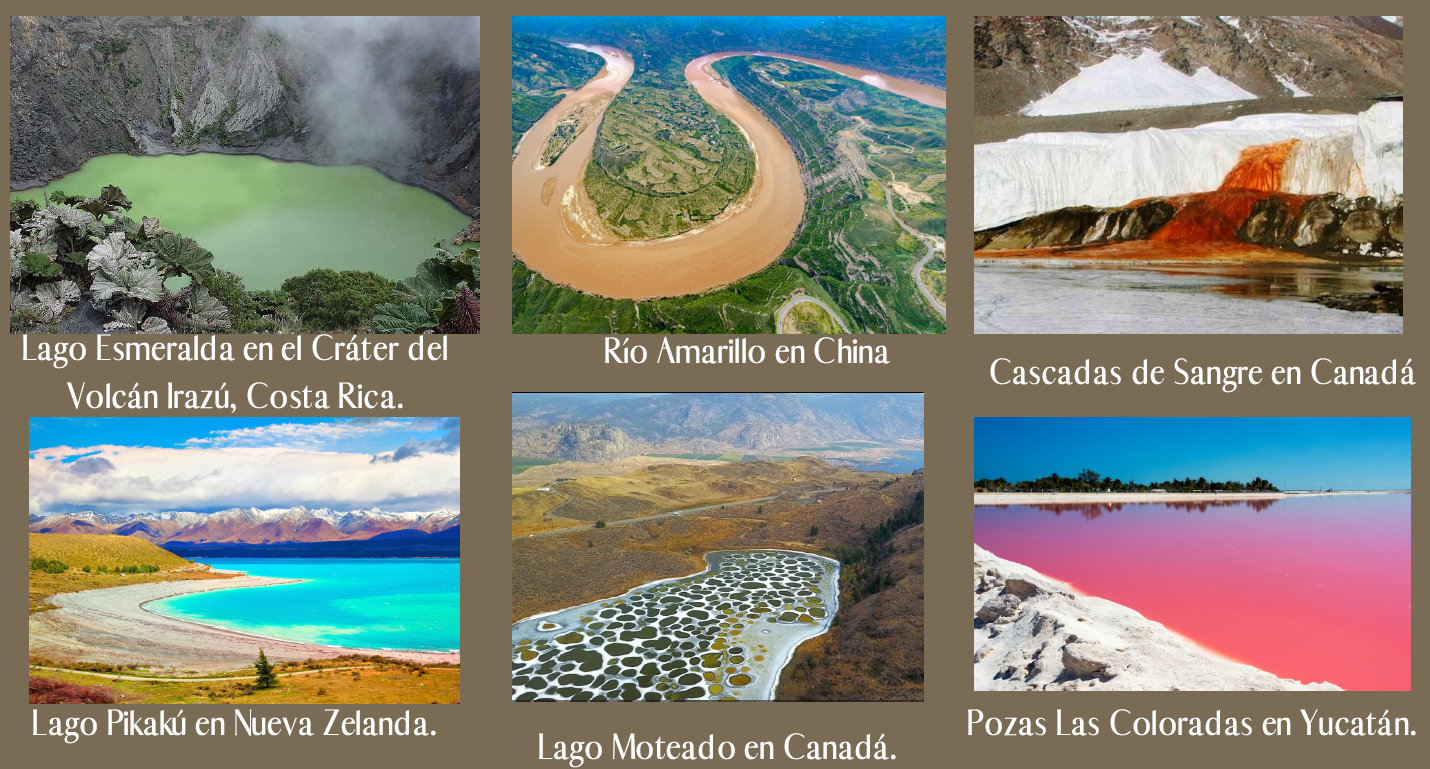 Lago Esmeralda en el Cráter del
Volcán Irazú, Costa Rica.
Río Amarillo en China
Cascadas de Sangre en Canadá
Lago Pikakú en Nueva Zelanda.
Lago Moteado en Canadá.
Pozas Las Coloradas en Yucatán.